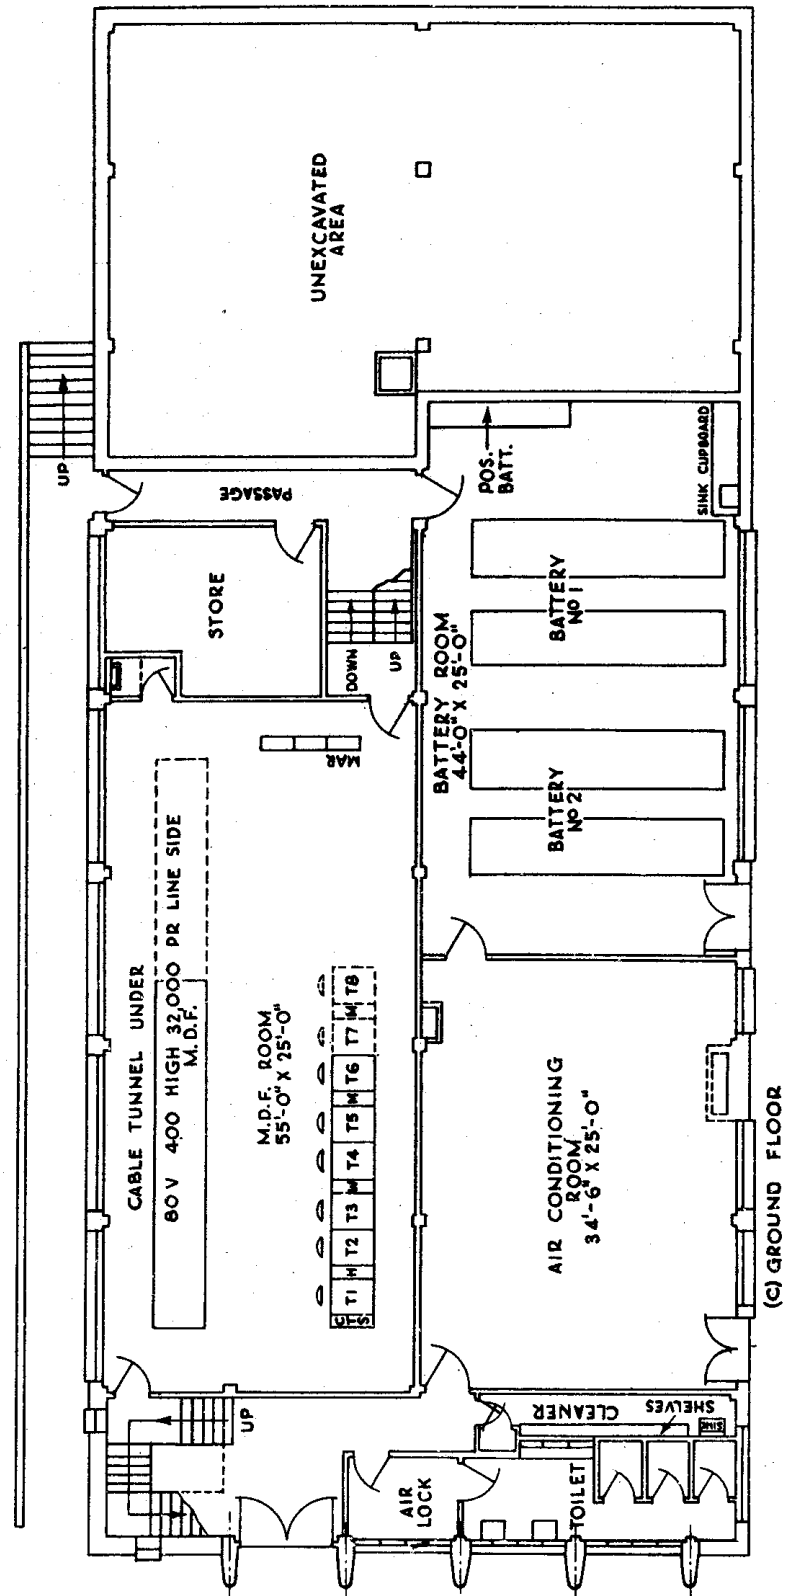 UNEXCAVATED
AREA
UP
PASSAGE
POS.
BATT.
SINK CUPBOARD
STORE
DOWN
UP
BATTERY
Nº 1
BATTERY ROOM
44'-0" X 25'-0"
BATTERY
Nº 2
MAR
CABLE TUNNEL UNDER
80 V 400 HIGH 32,000 PR LINE SIDE
M.D.F.
M.D.F. ROOM
55'-0" X 25'-0"
T8
M
T7
T6
M
T5
T4
M
T3
T2
H
T1
CTS
AIR CONDITIONING
ROOM
34'-6" X 25'-0"
(C) GROUND FLOOR
UP
CLEANER
SHELVES
SINK
AIR
LOCK
TOILET